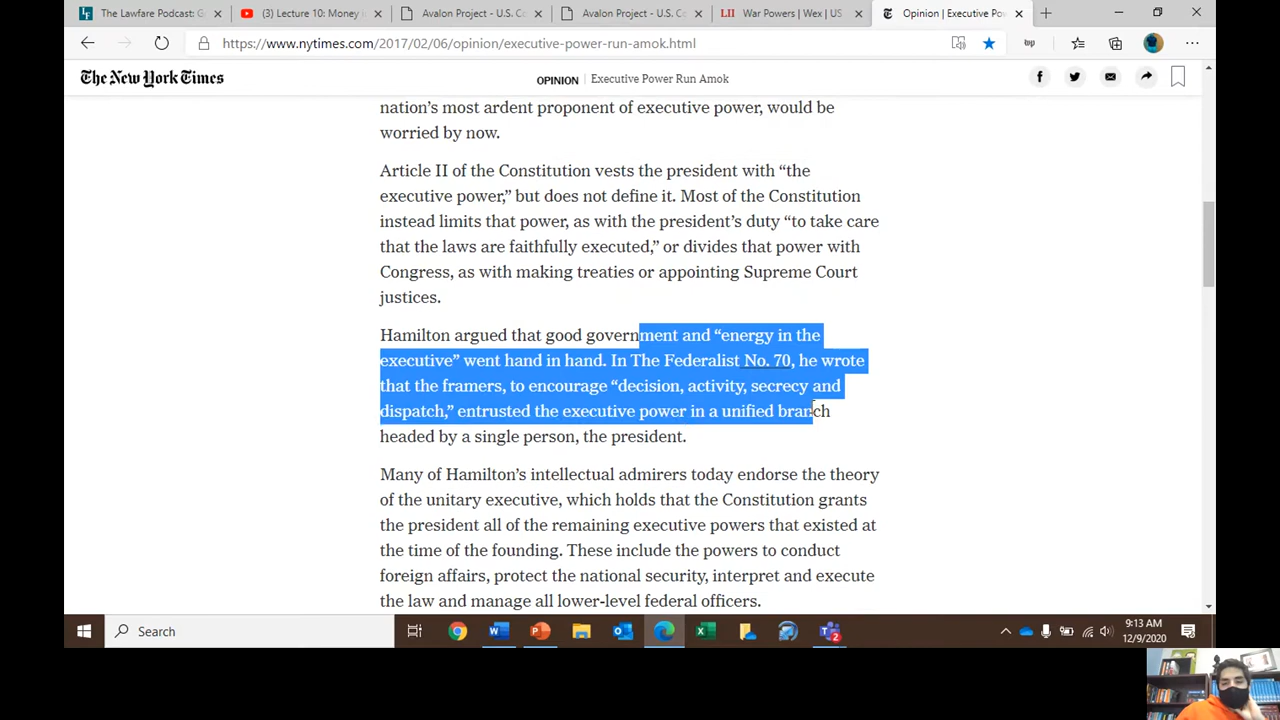 The Lawfare Podcast: G
(3) Lecture 10: Money
Avalon Project - U.S. Co
Avalon Project - U.S. Co
LII War Powers | Wex | US
Opinion | Executive Po
https://www.nytimes.com/2017/02/06/opinion/executive-power-run-amok.html
The New York Times
OPINION | Executive Power Run Amok
nation's most ardent proponent of executive power, would be
worried by now.
Article II of the Constitution vests the president with “the
executive power,” but does not define it. Most of the Constitution
instead limits that power, as with the president's duty “to take care
that the laws are faithfully executed,” or divides that power with
Congress, as with making treaties or appointing Supreme Court
justices.
Hamilton argued that good government and “energy in the
executive” went hand in hand. In The Federalist No. 70, he wrote
that the framers, to encourage “decision, activity, secrecy and
dispatch,” entrusted the executive power in a unified branch
headed by a single person, the president.
Many of Hamilton's intellectual admirers today endorse the theory
of the unitary executive, which holds that the Constitution grants
the president all of the remaining executive powers that existed at
the time of the founding. These include the powers to conduct
foreign affairs, protect the national security, interpret and execute
the law and manage all lower-level federal officers.
Search
9:13 AM
12/9/2020